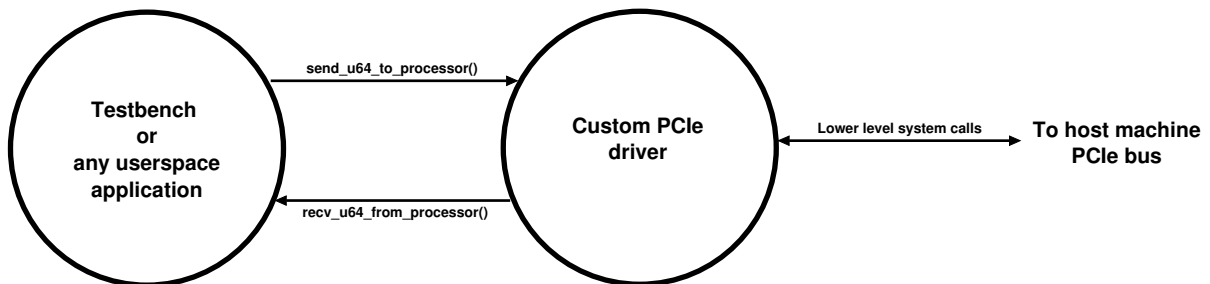 Testbench
or
any userspace
application
send_u64_to_processor()
recv_u64_from_processor()
Custom PCIe
driver
Lower level system calls
To host machine
PCIe bus